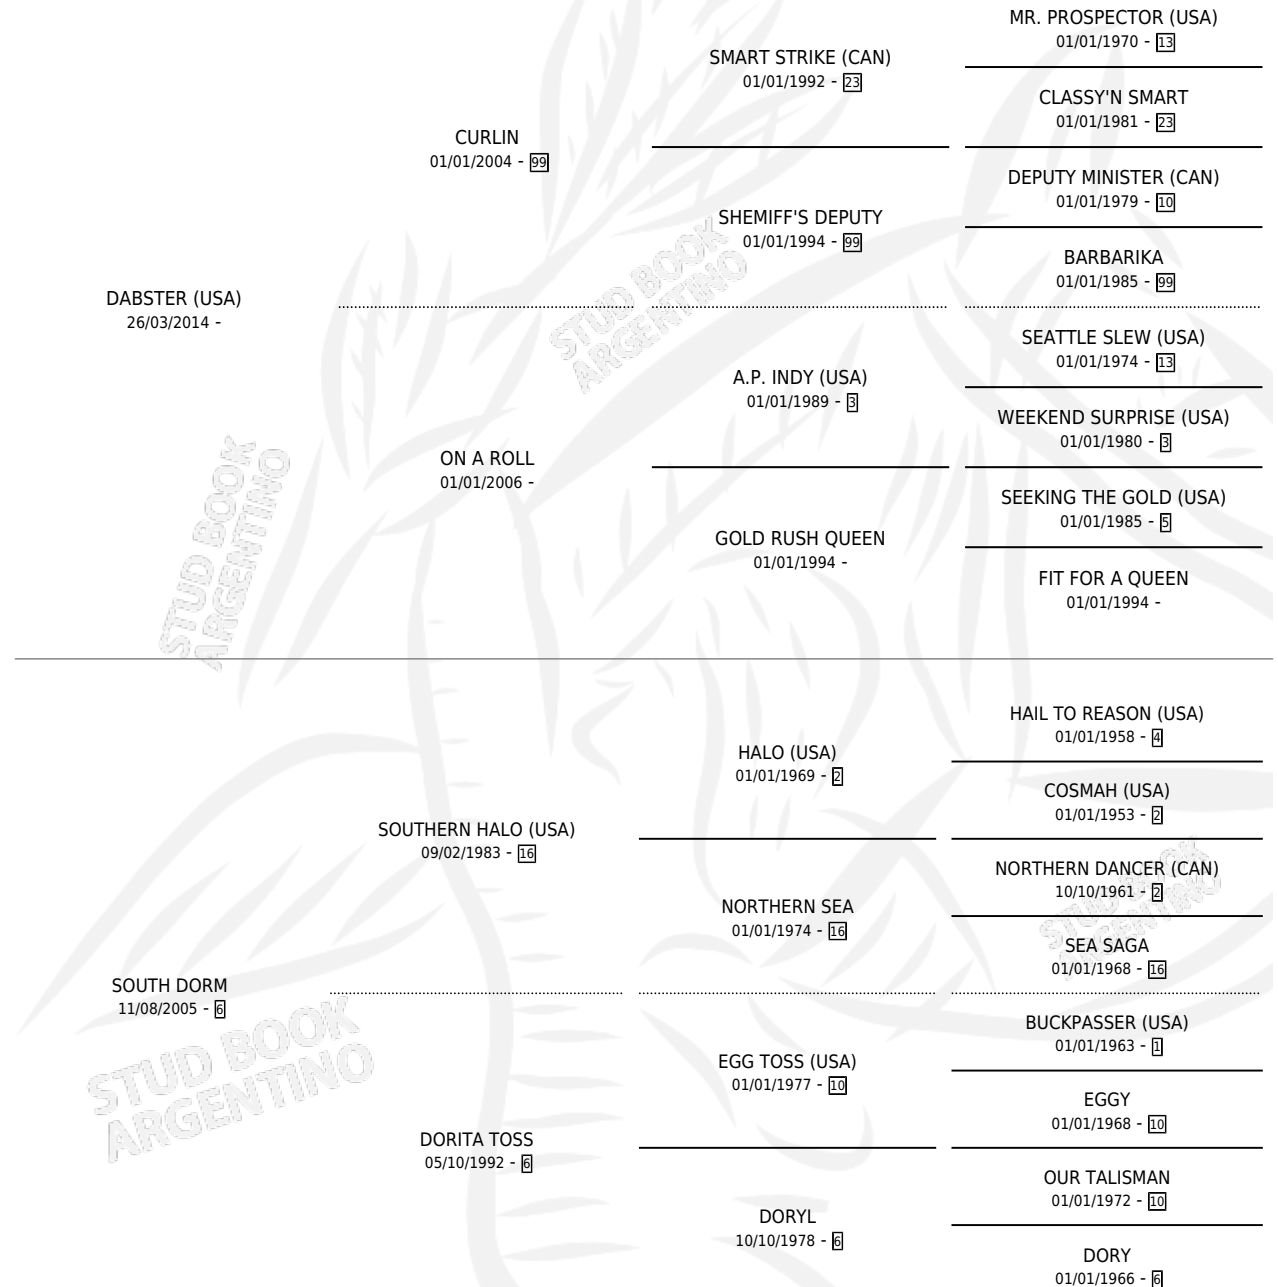 MR. PROSPECTOR (USA)
01/01/1970 - 13
SMART STRIKE (CAN)
01/01/1992 - 23
CLASSY'N SMART
01/01/1981 - 23
CURLIN
01/01/2004 - 99
DEPUTY MINISTER (CAN)
01/01/1979 - 10
SHEMIFF'S DEPUTY
01/01/1994 - 99
BARBARIKA
01/01/1985 - 99
DABSTER (USA)
26/03/2014 -
SEATTLE SLEW (USA)
01/01/1974 - 13
A.P. INDY (USA)
01/01/1989 - 3
WEEKEND SURPRISE (USA)
01/01/1980 - 3
ON A ROLL
01/01/2006 -
SEEKING THE GOLD (USA)
01/01/1985 - 5
GOLD RUSH QUEEN
01/01/1994 -
FIT FOR A QUEEN
01/01/1994 -
HAIL TO REASON (USA)
01/01/1958 - 4
HALO (USA)
01/01/1969 - 2
COSMAH (USA)
01/01/1953 - 2
SOUTHERN HALO (USA)
09/02/1983 - 16
NORTHERN DANCER (CAN)
10/10/1961 - 2
NORTHERN SEA
01/01/1974 - 16
SEA SAGA
01/01/1968 - 16
SOUTH DORM
11/08/2005 - 6
BUCKPASSER (USA)
01/01/1963 - 1
EGG TOSS (USA)
01/01/1977 - 10
EGGY
01/01/1968 - 10
DORITA TOSS
05/10/1992 - 6
OUR TALISMAN
01/01/1972 - 10
DORYL
10/10/1978 - 6
DORY
01/01/1966 - 6
STUD BOOK
ARGENTINO
STUD BOOK
ARGENTINO
STUD BOOK
ARGENTINO
STUD BOOK
ARGENTINO